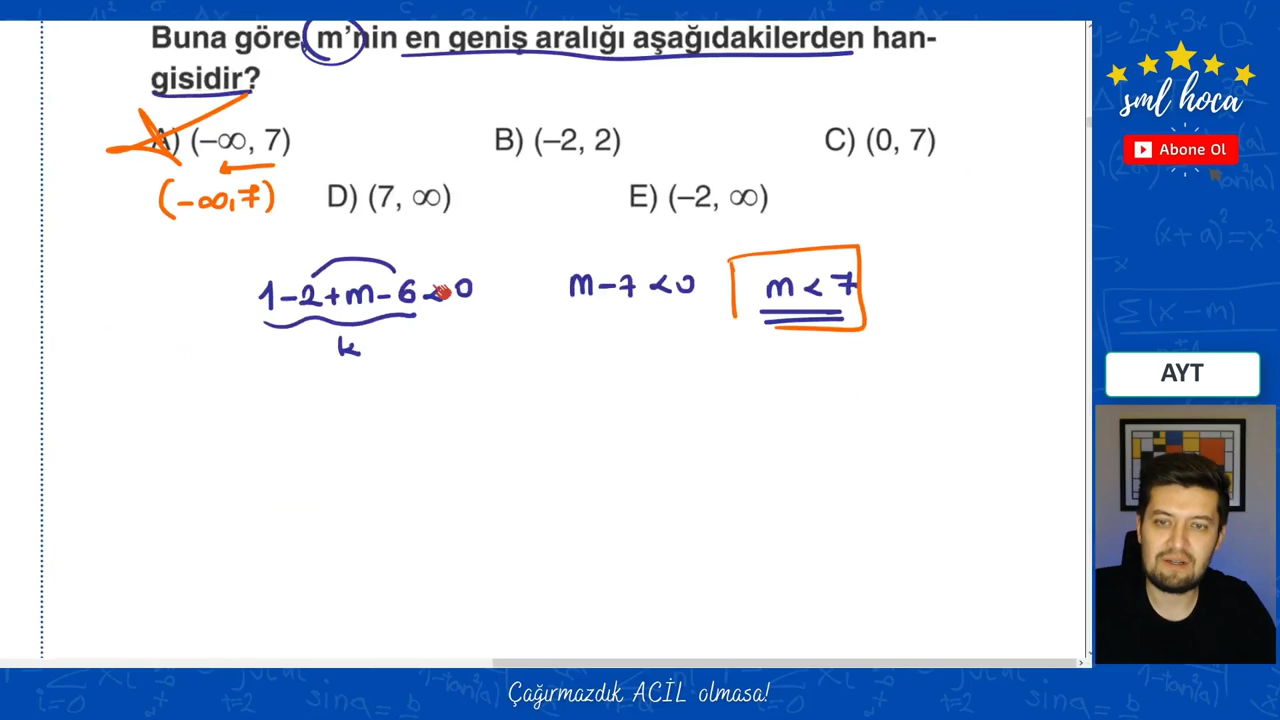 Buna göre, m’nin en geniş aralığı aşağıdakilerden han-
gisidir?
A) (–∞, 7)
B) (–2, 2)
C) (0, 7)
(-∞,7)
D) (7, ∞)
E) (–2, ∞)
1-2+m-6<0
m-7<0
m<7
k
sml hoca
Abone Ol
AYT
Çağırmazdık ACİL olmasa!